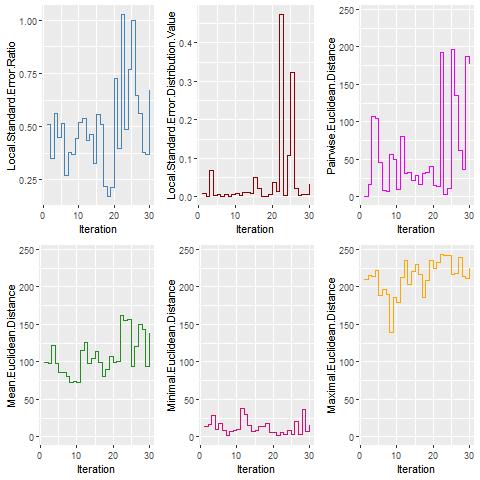 Local.Standard.Error.Ratio
1.00
0.75
0.50
0.25
0 10 20 30
Iteration
Local.Standard.Error.Distribution.Value
0.4
0.3
0.2
0.1
0.0
0 10 20 30
Iteration
Pairwise.Euclidean.Distance
250
200
150
100
50
0
0 10 20 30
Iteration
Mean.Euclidean.Distance
250
200
150
100
50
0
0 10 20 30
Iteration
Minimal.Euclidean.Distance
250
200
150
100
50
0
0 10 20 30
Iteration
Maximal.Euclidean.Distance
250
200
150
100
50
0
0 10 20 30
Iteration